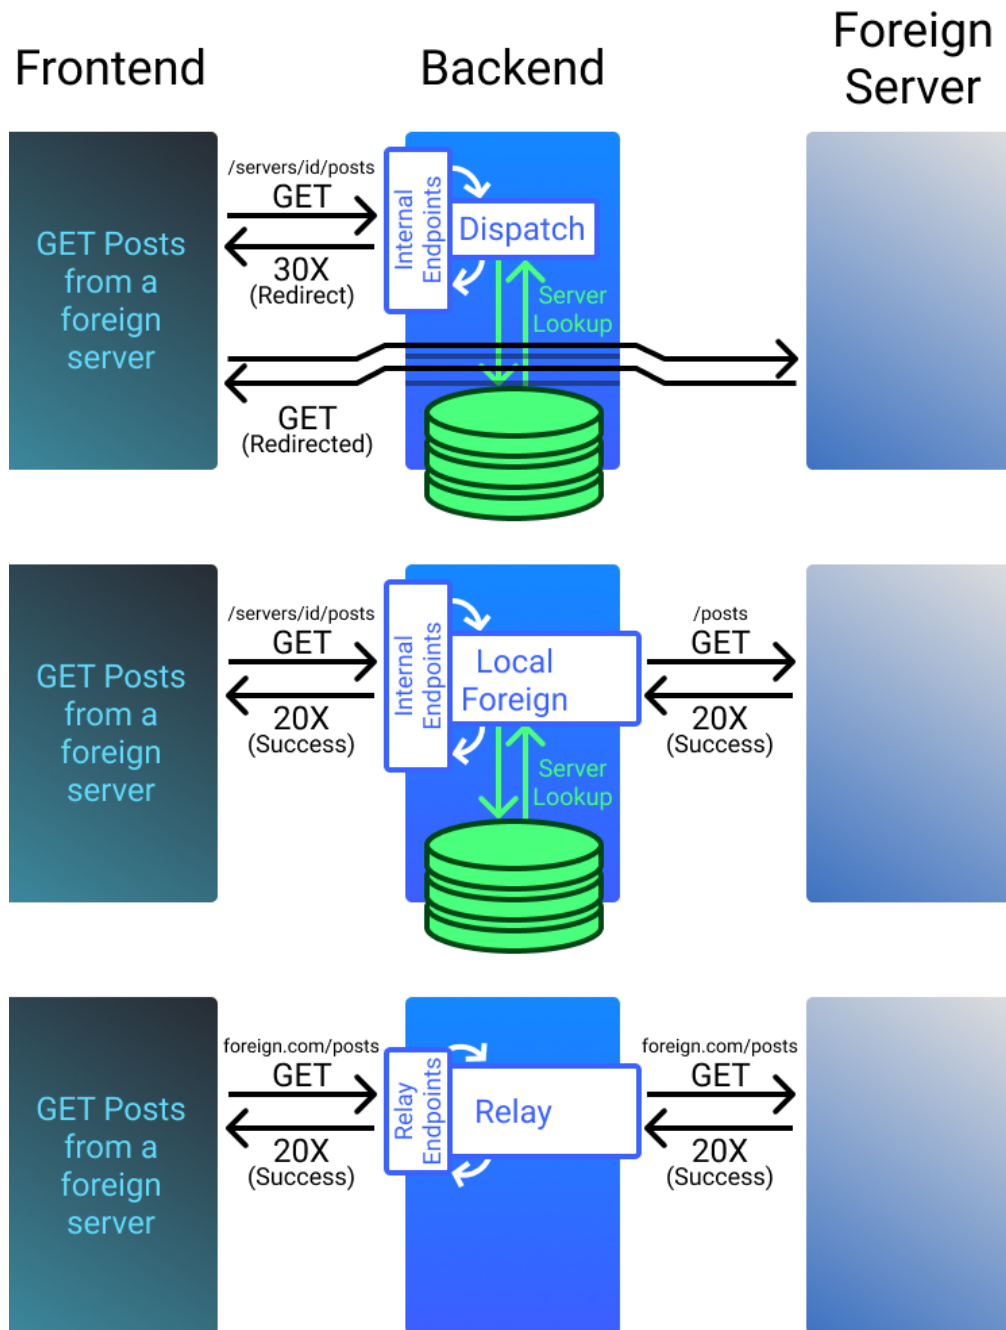 Frontend
Backend
Foreign
Server
GET Posts
from a
foreign
server
/servers/id/posts
GET
30X
(Redirect)
GET
(Redirected)
Internal
Endpoints
Dispatch
Server
Lookup
GET Posts
from a
foreign
server
/servers/id/posts
GET
20X
(Success)
Internal
Endpoints
Local
Foreign
Server
Lookup
/posts
GET
20X
(Success)
GET Posts
from a
foreign
server
foreign.com/posts
GET
20X
(Success)
Relay
Endpoints
Relay
foreign.com/posts
GET
20X
(Success)